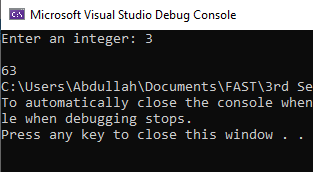 Microsoft Visual Studio Debug Console
Enter an integer: 3
63
C:\Users\Abdullah\Documents\FAST\3rd Se
To automatically close the console when
le when debugging stops.
Press any key to close this window . .